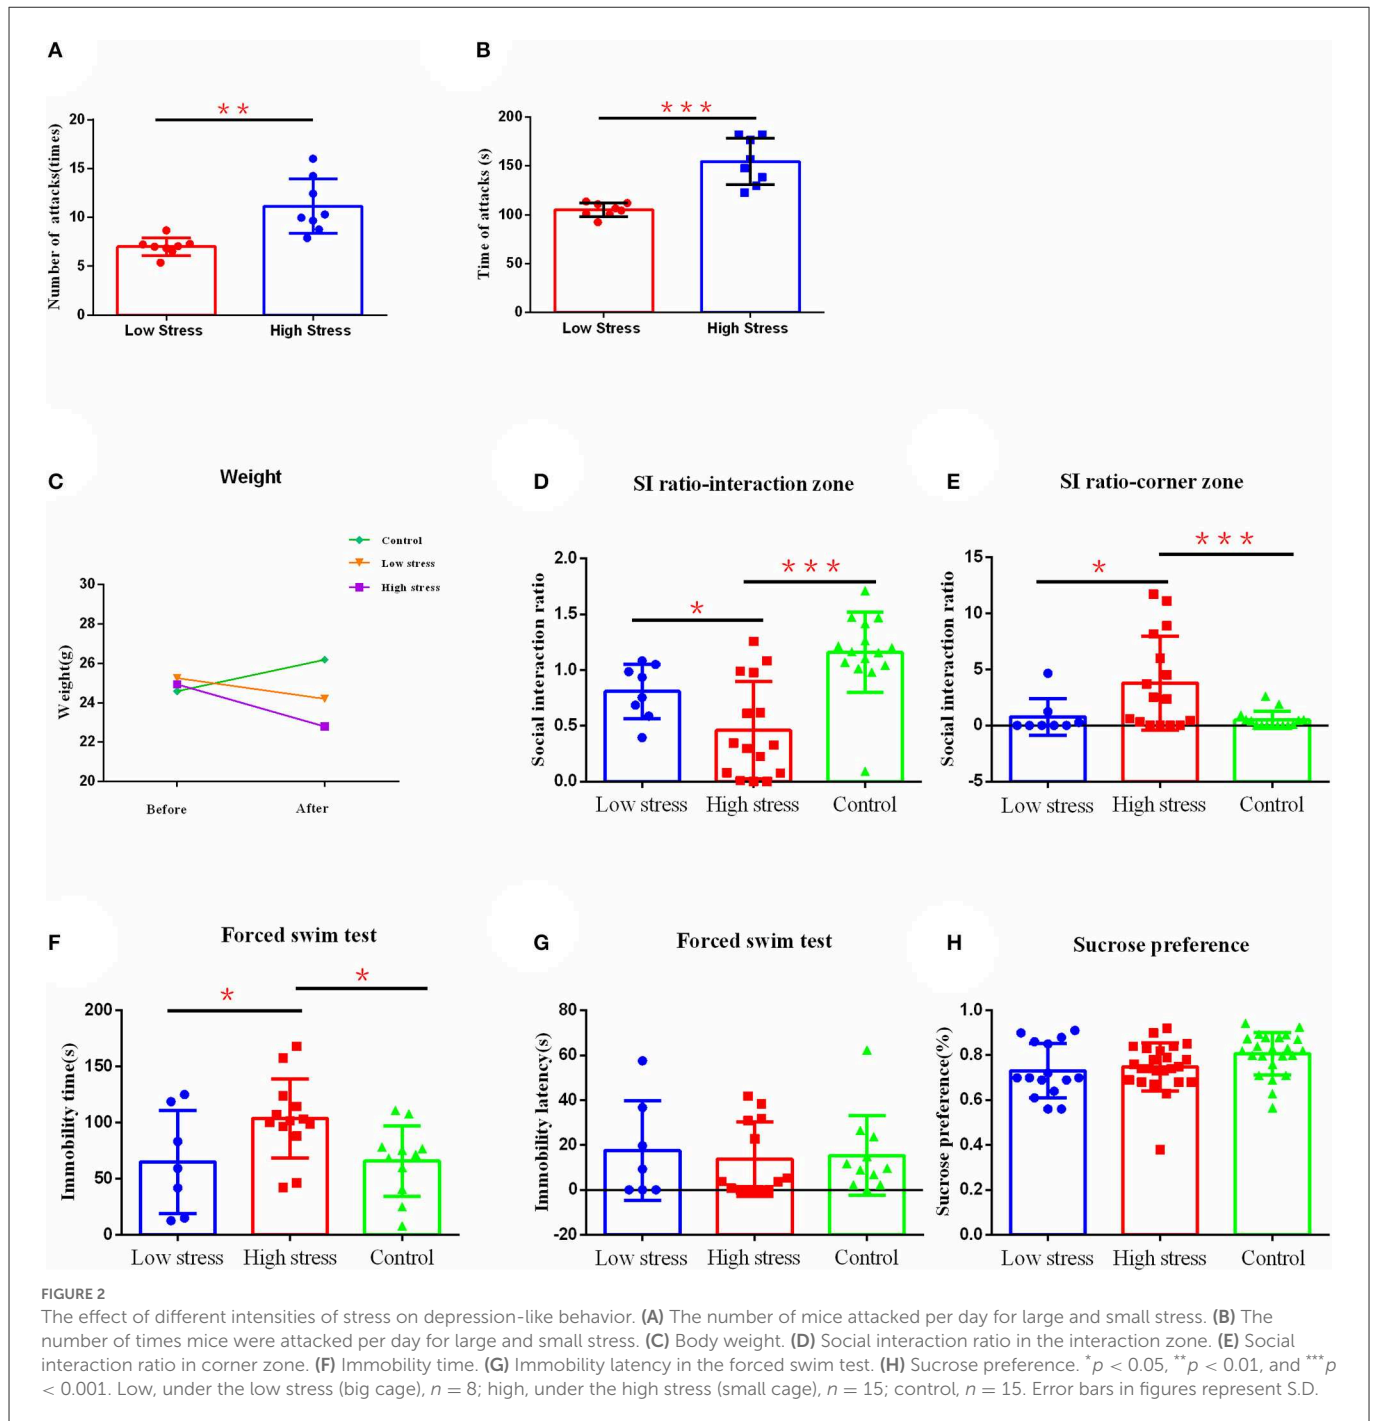 A
B
* *
* * *
20
15
10
5
0
Number of attacks(times)
Low Stress
High Stress
200
150
100
50
0
Time of attacks (s)
Low Stress
High Stress
C
Weight
Control
Low stress
High stress
30
28
26
24
22
20
Weight(g)
Before
After
D
SI ratio-interaction zone
* * *
*
2.0
1.5
1.0
0.5
0.0
Social interaction ratio
Low stress
High stress
Control
E
SI ratio-corner zone
* * *
*
15
10
5
0
-5
Social interaction ratio
Low stress
High stress
Control
F
Forced swim test
*
*
200
150
100
50
0
Immobility time(s)
Low stress
High stress
Control
G
Forced swim test
80
60
40
20
0
-20
Immobility latency(s)
Low stress
High stress
Control
H
Sucrose preference
1.0
0.8
0.6
0.4
0.2
0.0
Sucrose preference(%)
Low stress
High stress
Control
FIGURE 2
The effect of different intensities of stress on depression-like behavior. (A) The number of mice attacked per day for large and small stress. (B) The
number of times mice were attacked per day for large and small stress. (C) Body weight. (D) Social interaction ratio in the interaction zone. (E) Social
interaction ratio in corner zone. (F) Immobility time. (G) Immobility latency in the forced swim test. (H) Sucrose preference. *p < 0.05, **p < 0.01, and ***p
< 0.001. Low, under the low stress (big cage), n = 8; high, under the high stress (small cage), n = 15; control, n = 15. Error bars in figures represent S.D.